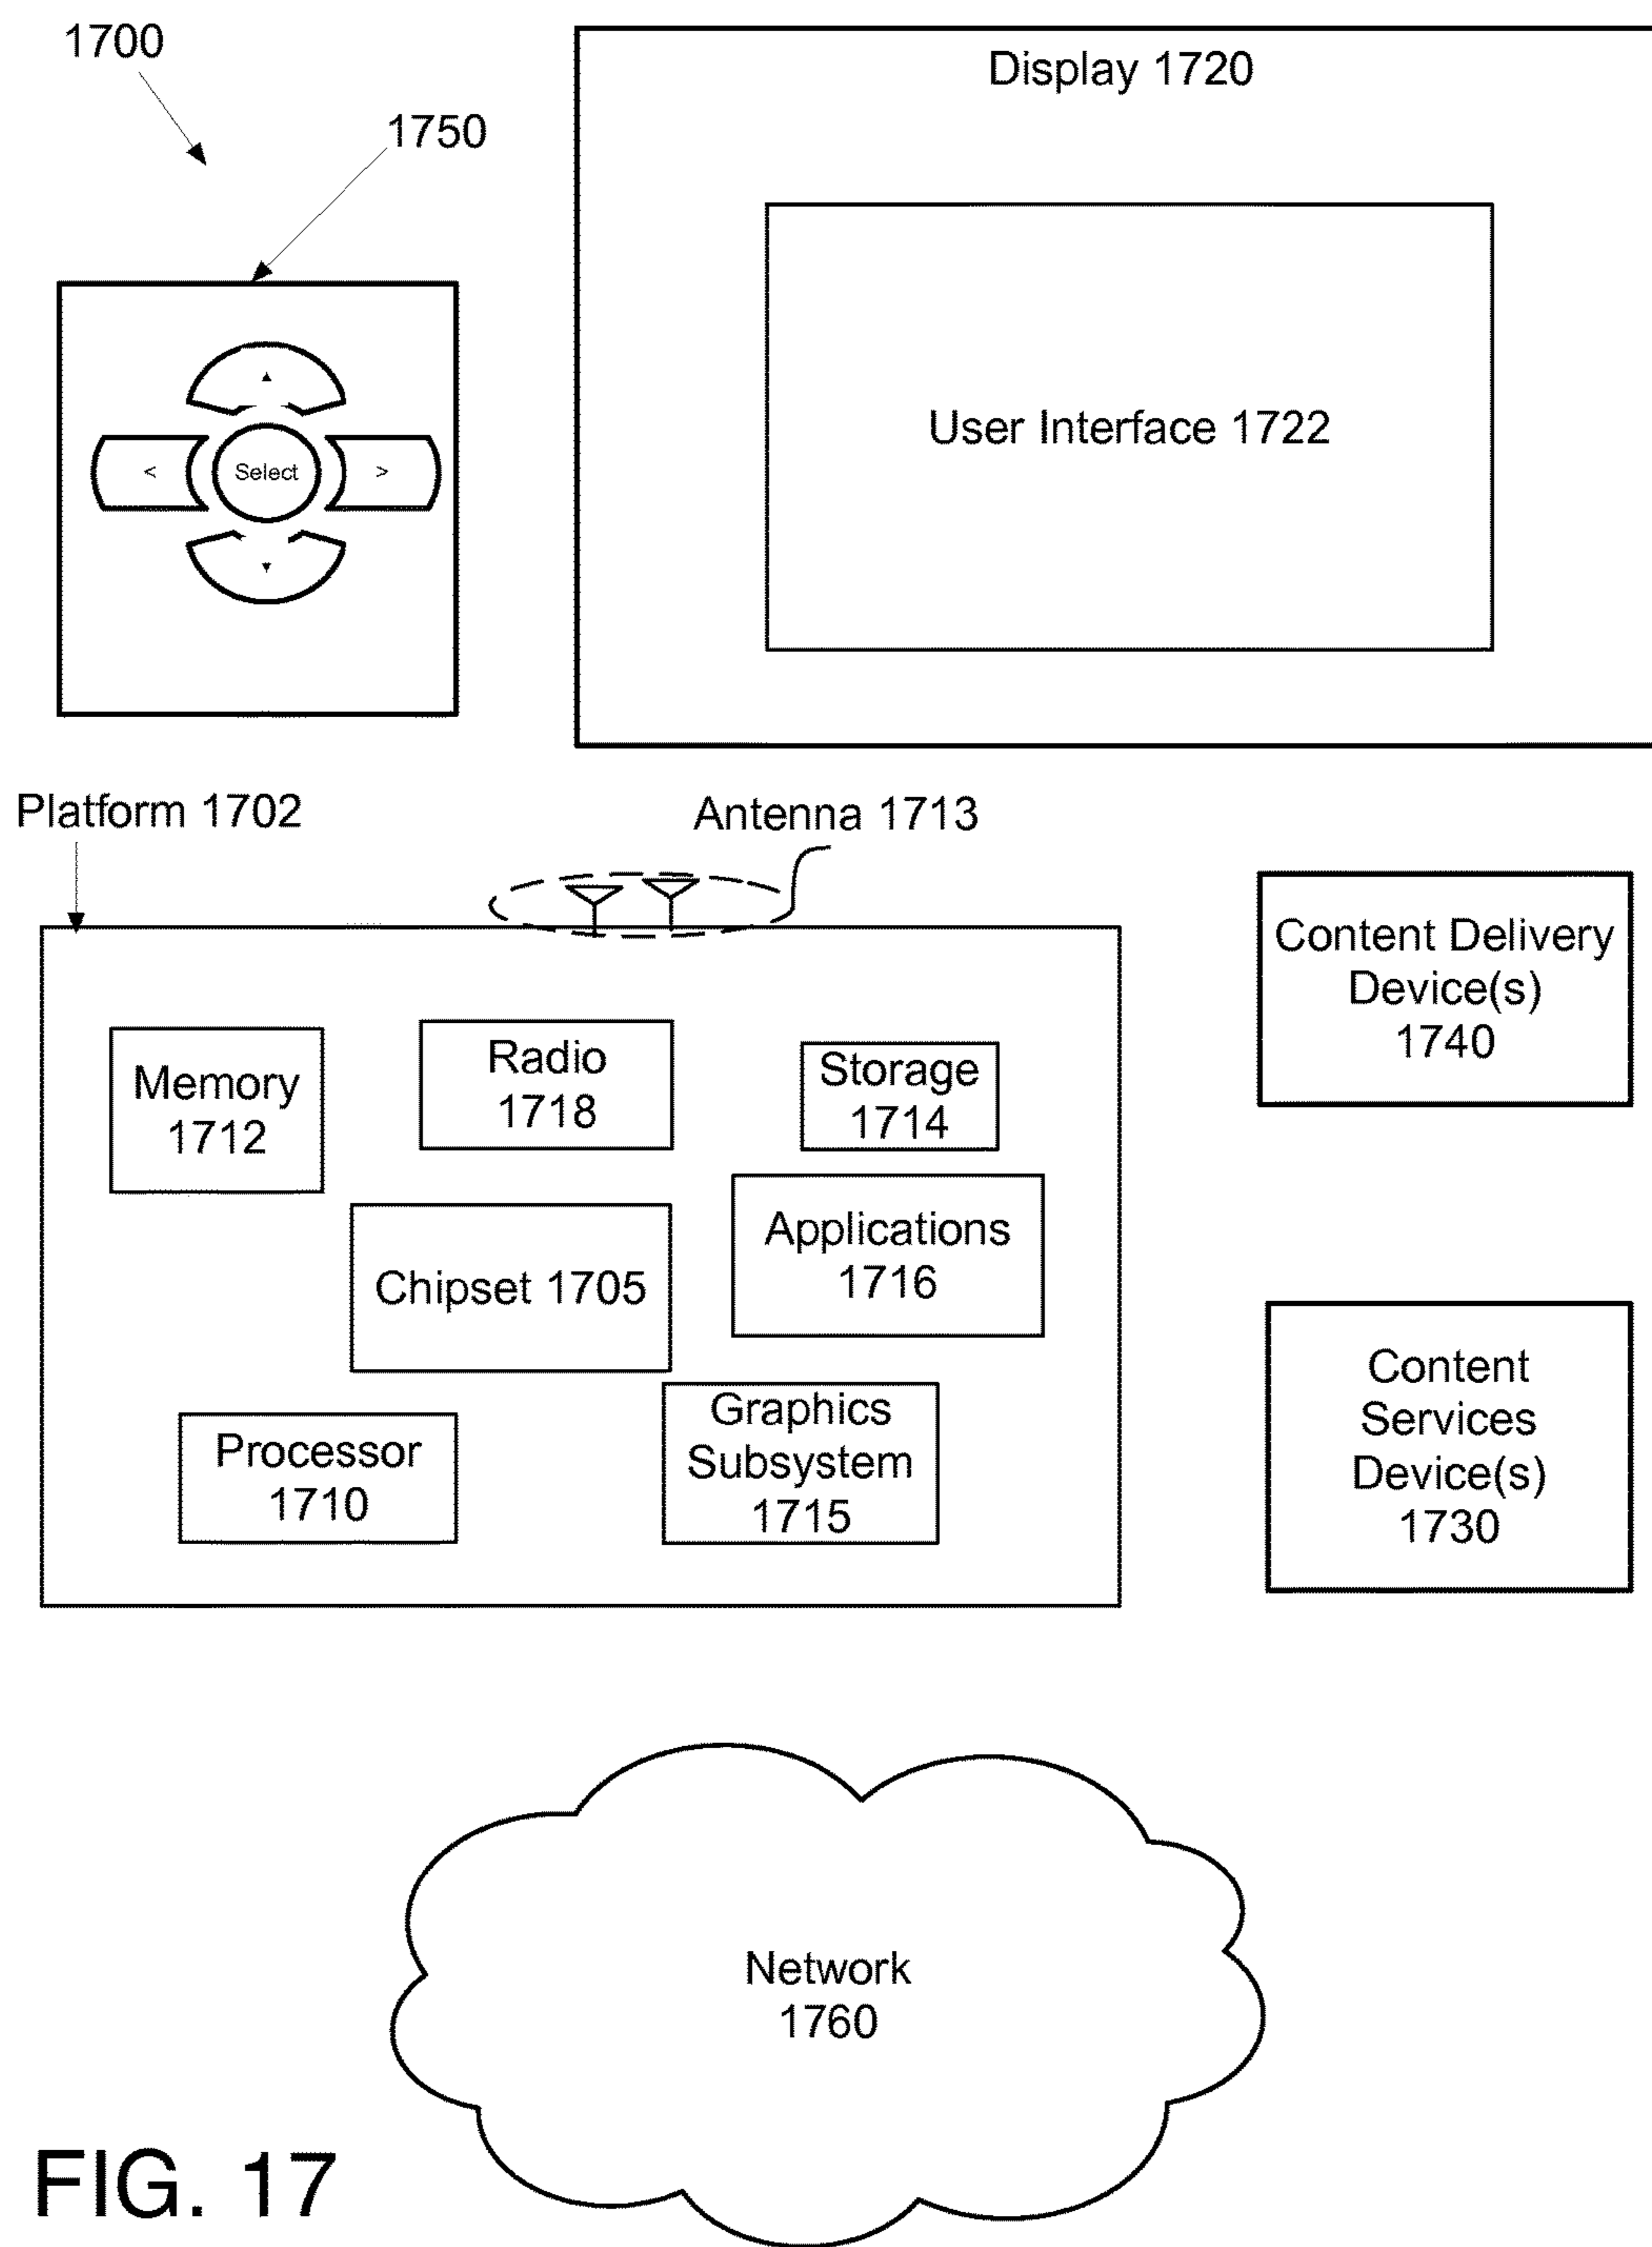 1700
Display 1720
1750
User Interface 1722
<
Select
>
Platform 1702
Antenna 1713
Content Delivery
Device(s)
1740
Memory
1712
Radio
1718
Storage
1714
Applications
1716
Chipset 1705
Content
Services
Device(s)
1730
Processor
1710
Graphics
Subsystem
1715
Network
1760
FIG. 17